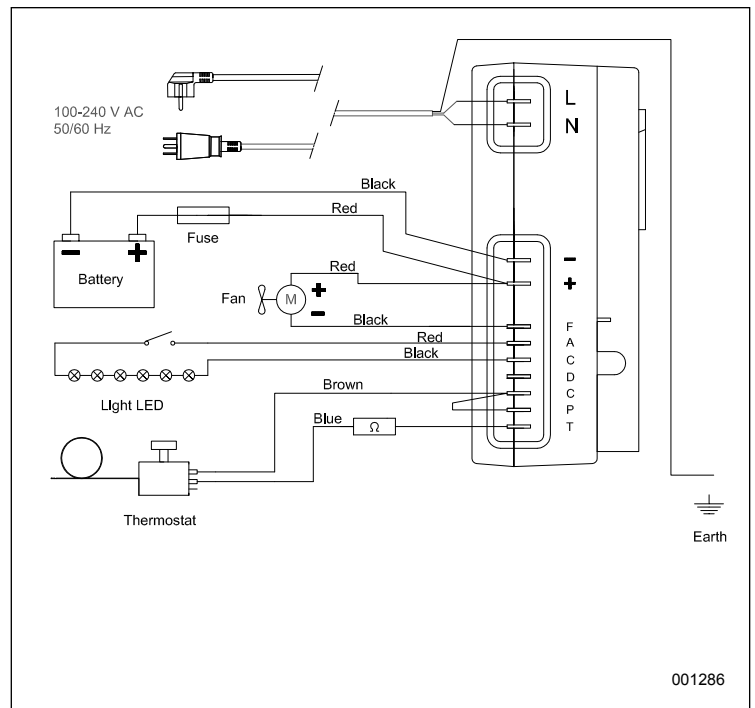 100-240 V AC
50/60 Hz
L
N
Black
Red
Fuse
Battery
Red
Fan
M
Black
Red
Black
F
A
C
D
C
P
T
LIght LED
Brown
Blue
Ω
Thermostat
Earth
001286